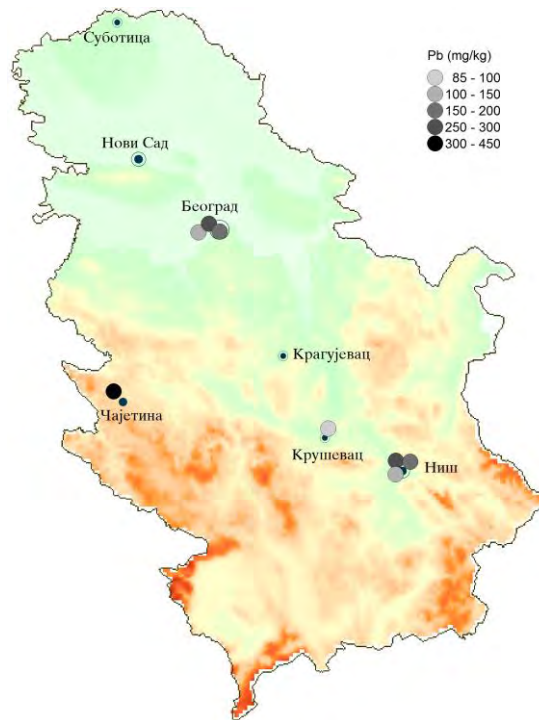 Суботица
Pb (mg/kg)
85 - 100
100 - 150
150 - 200
250 - 300
300 - 450
Нови Сад
Београд
Крагујевац
Чајетина
Крушевац
Ниш